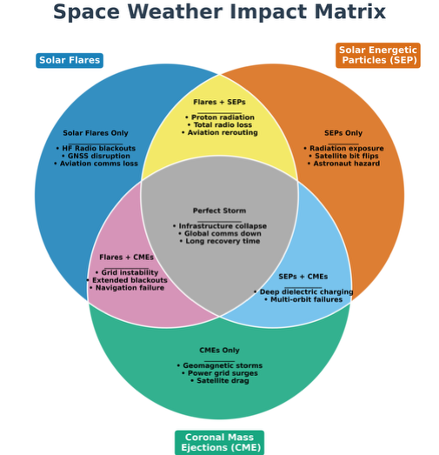 Space Weather Impact Matrix
Solar Flares
Solar Energetic
Particles (SEP)
Flares + SEPs
• Proton radiation
• Total radio loss
• Aviation rerouting
Solar Flares Only
• HF Radio blackouts
• GNSS disruption
• Aviation comms loss
SEPs Only
• Radiation exposure
• Satellite bit flips
• Astronaut hazard
Perfect Storm
• Infrastructure collapse
• Global comms down
• Long recovery time
Flares + CMEs
• Grid instability
• Extended blackouts
• Navigation failure
SEPs + CMEs
• Deep dielectric charging
• Multi-orbit failures
CMEs Only
• Geomagnetic storms
• Power grid surges
• Satellite drag
Coronal Mass
Ejections (CME)